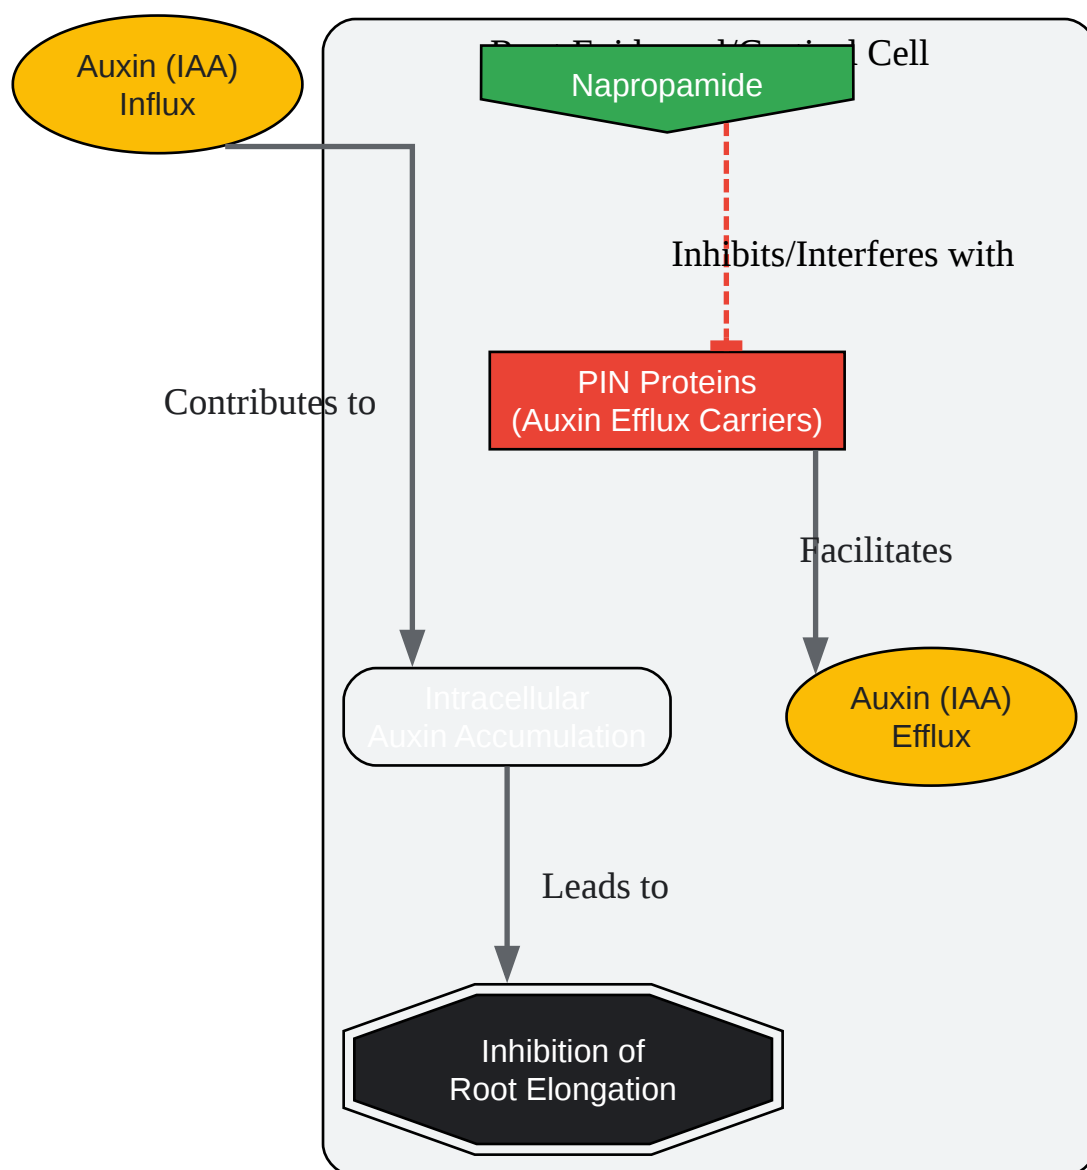 Auxin (IAA)
Influx
Cell
Napropamide
Inhibits/Interferes with
PIN Proteins
(Auxin Efflux Carriers)
Contributes to
Facilitates
Intracellular
Auxin Accumulation
Auxin (IAA)
Efflux
Leads to
Inhibition of
Root Elongation